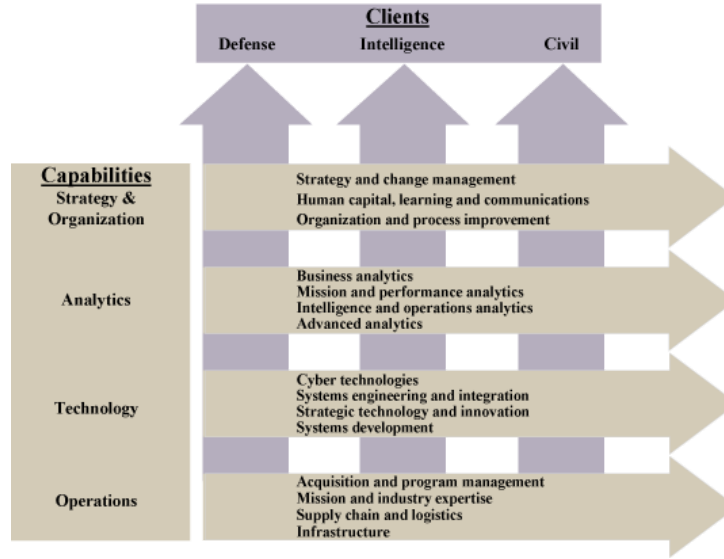 Clients
Defense Intelligence Civil
Capabilities
Strategy &
Organization
Strategy and change management
Human capital, learning and communications
Organization and process improvement
Analytics
Business analytics
Mission and performance analytics
Intelligence and operations analytics
Advanced analytics
Technology
Cyber technologies
Systems engineering and integration
Strategic technology and innovation
Systems development
Operations
Acquisition and program management
Mission and industry expertise
Supply chain and logistics
Infrastructure